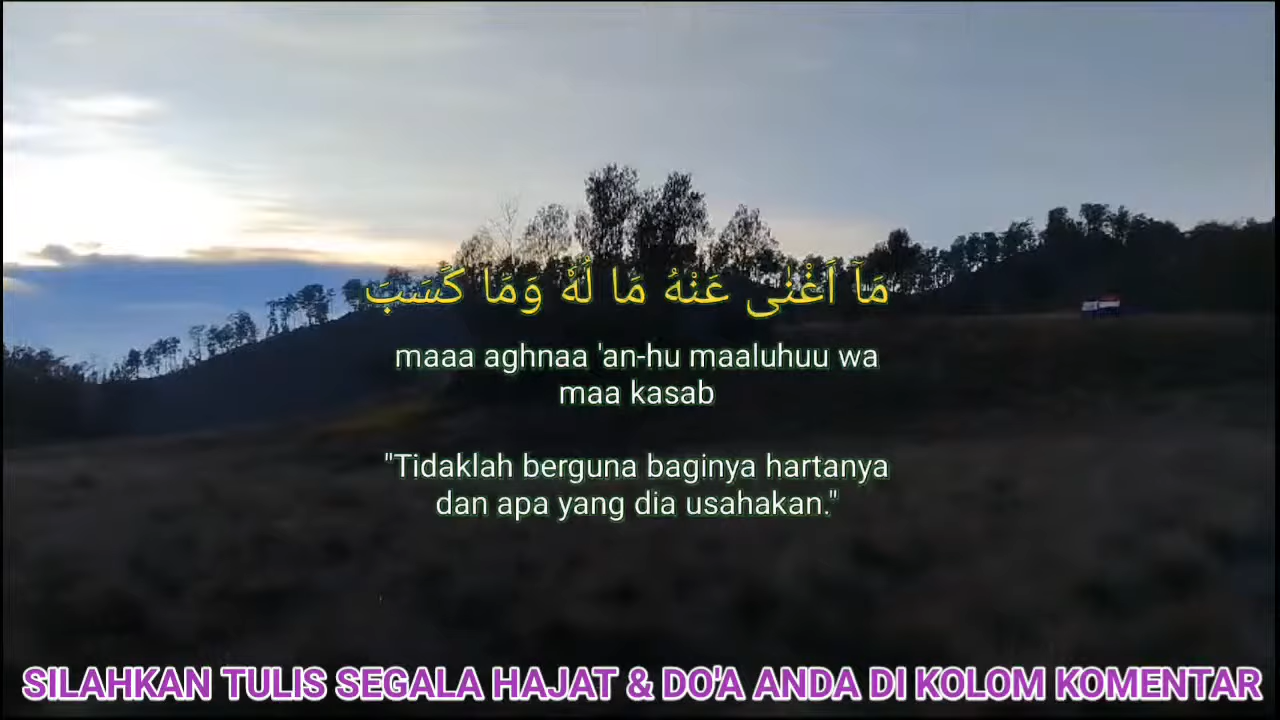 مَآ اَغْنٰى عَنْهُ مَا لُهٗ وَمَا كَسَبَ
maaa aghnaa 'an-hu maaluhuu wa
maa kasab
"Tidaklah berguna baginya hartanya
dan apa yang dia usahakan."
SILAHKAN TULIS SEGALA HAJAT & DO'A ANDA DI KOLOM KOMENTAR